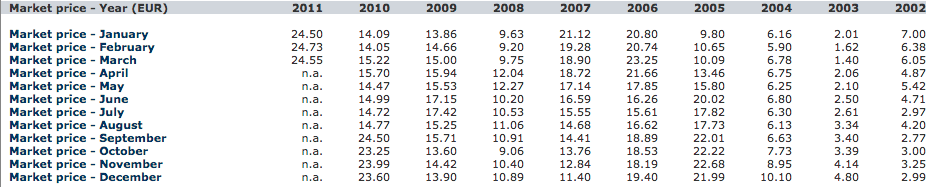 Market price - Year (EUR) 2011 2010 2009 2008 2007 2006 2005 2004 2003 2002
Market price - January 24.50 14.09 13.86 9.63 21.12 20.80 9.80 6.16 2.01 7.00
Market price - February 24.73 14.05 14.66 9.20 19.28 20.74 10.65 5.90 1.62 6.38
Market price - March 24.55 15.22 15.00 9.75 18.90 23.25 10.09 6.78 1.40 6.05
Market price - April n.a. 15.70 15.94 12.04 18.72 21.66 13.46 6.75 2.06 4.87
Market price - May n.a. 14.47 15.53 12.27 17.14 17.85 15.80 6.25 2.10 5.42
Market price - June n.a. 14.99 17.15 10.20 16.59 16.26 20.02 6.80 2.50 4.71
Market price - July n.a. 14.72 17.42 10.53 15.55 15.61 17.82 6.30 2.61 2.97
Market price - August n.a. 14.77 15.25 11.06 14.68 16.62 17.73 6.13 3.34 4.20
Market price - September n.a. 24.50 15.71 10.91 14.41 18.89 22.01 6.63 3.40 2.77
Market price - October n.a. 23.25 13.60 9.06 13.76 18.53 22.22 7.73 3.39 3.00
Market price - November n.a. 23.99 14.42 10.40 12.84 18.19 22.68 8.95 4.14 3.25
Market price - December n.a. 23.60 13.90 10.89 11.40 19.40 21.99 10.10 4.80 2.99